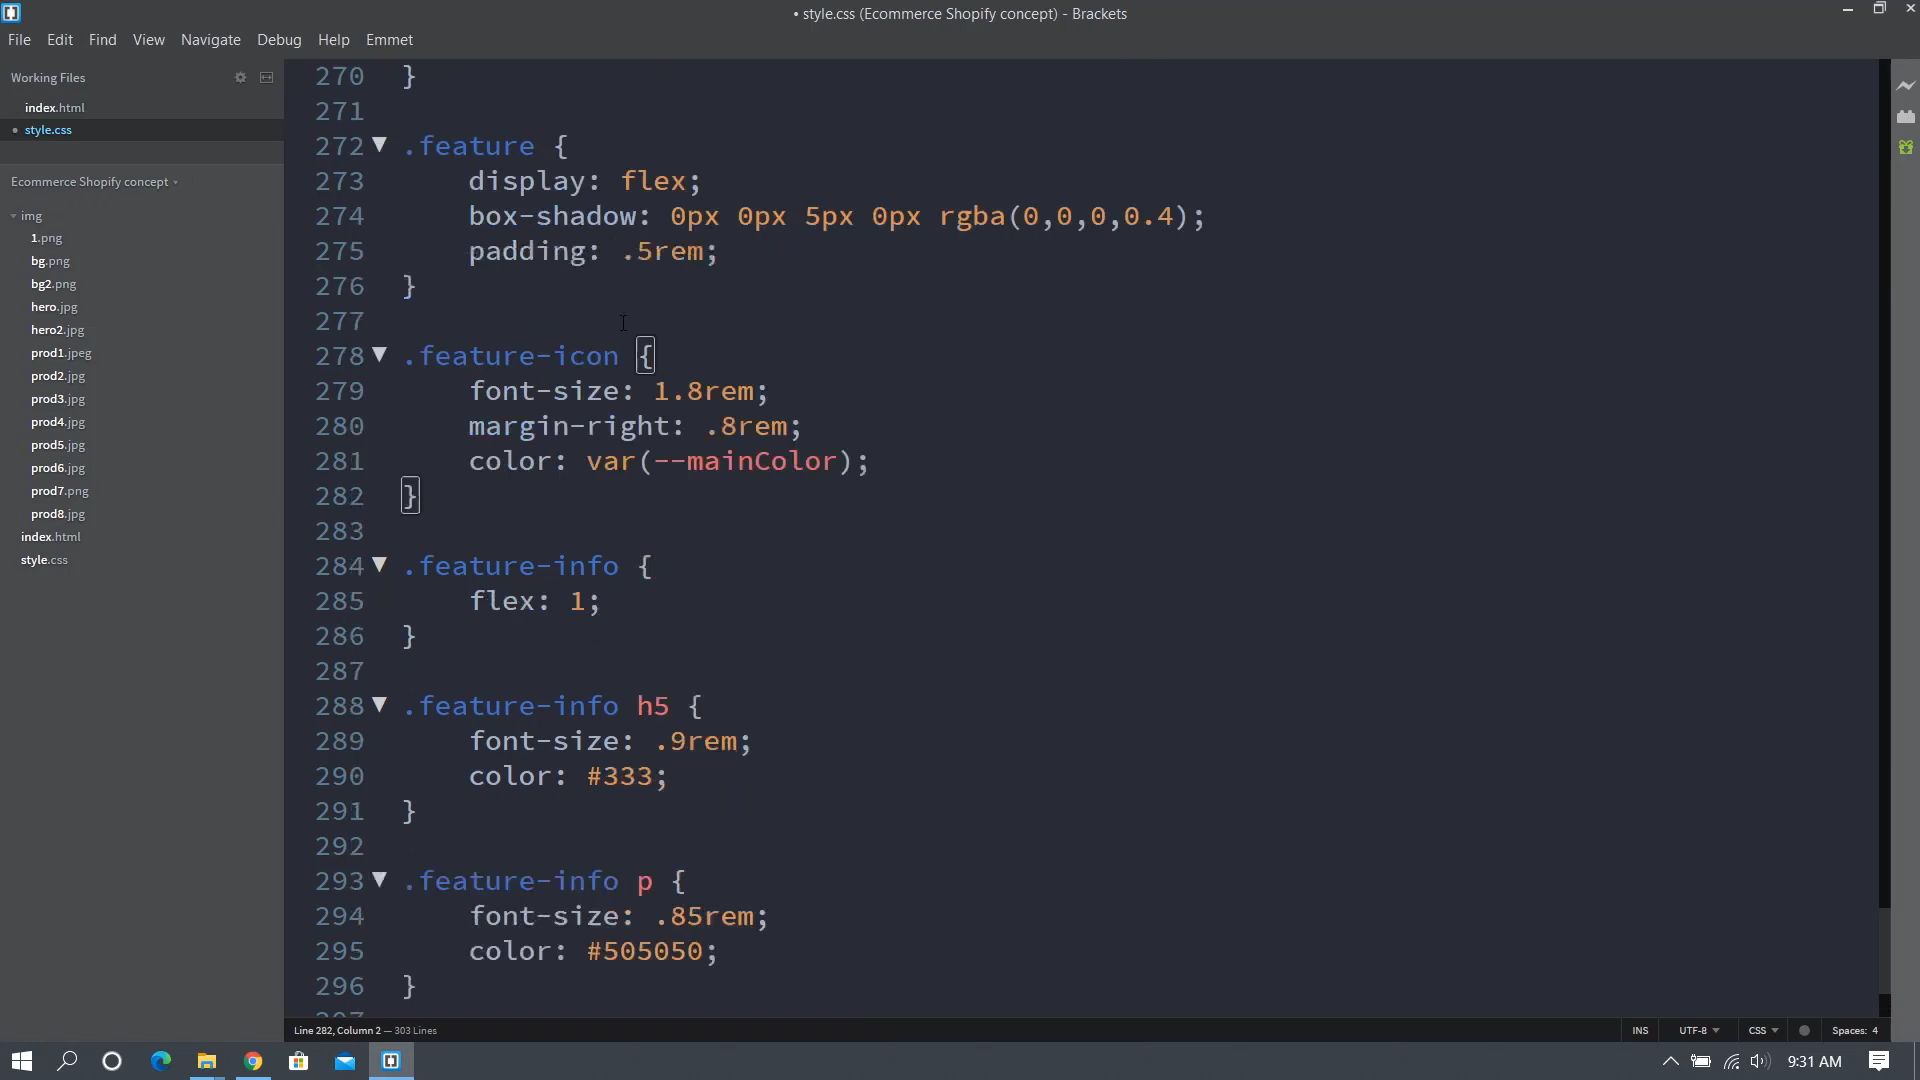 • style.css (Ecommerce Shopify concept) - Brackets
File Edit Find View Navigate Debug Help Emmet
Working Files
index.html
• style.css
Ecommerce Shopify concept
img
1.png
bg.png
bg2.png
hero.jpg
hero2.jpg
prod1.jpeg
prod2.jpg
prod3.jpg
prod4.jpg
prod5.jpg
prod6.jpg
prod7.png
prod8.jpg
index.html
style.css
270 }
271
272 .feature {
273 display: flex;
274 box-shadow: 0px 0px 5px 0px rgba(0,0,0,0.4);
275 padding: .5rem;
276 }
277
278 .feature-icon {
279 font-size: 1.8rem;
280 margin-right: .8rem;
281 color: var(--mainColor);
282 }
283
284 .feature-info {
285 flex: 1;
286 }
287
288 .feature-info h5 {
289 font-size: .9rem;
290 color: #333;
291 }
292
293 .feature-info p {
294 font-size: .85rem;
295 color: #505050;
296 }
Line 282, Column 2 — 303 Lines
INS UTF-8 CSS Spaces: 4
9:31 AM